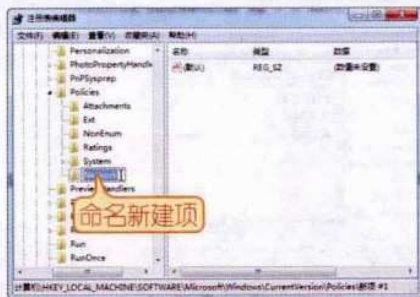 注册表编辑器
文件(F) 编辑(E) 查看(V) 收藏夹(A) 帮助(H)
Personalization
PhotoPropertyHandle
PnPSysprep
Policies
Attachments
Ext
NonEnum
Ratings
System
PreviewHandlers
Run
RunOnce
名称 类型 数据
(默认) REG_SZ (数值未设置)
命名新建项
计算机\HKEY_LOCAL_MACHINE\SOFTWARE\Microsoft\Windows\CurrentVersion\Policies\新项 #1